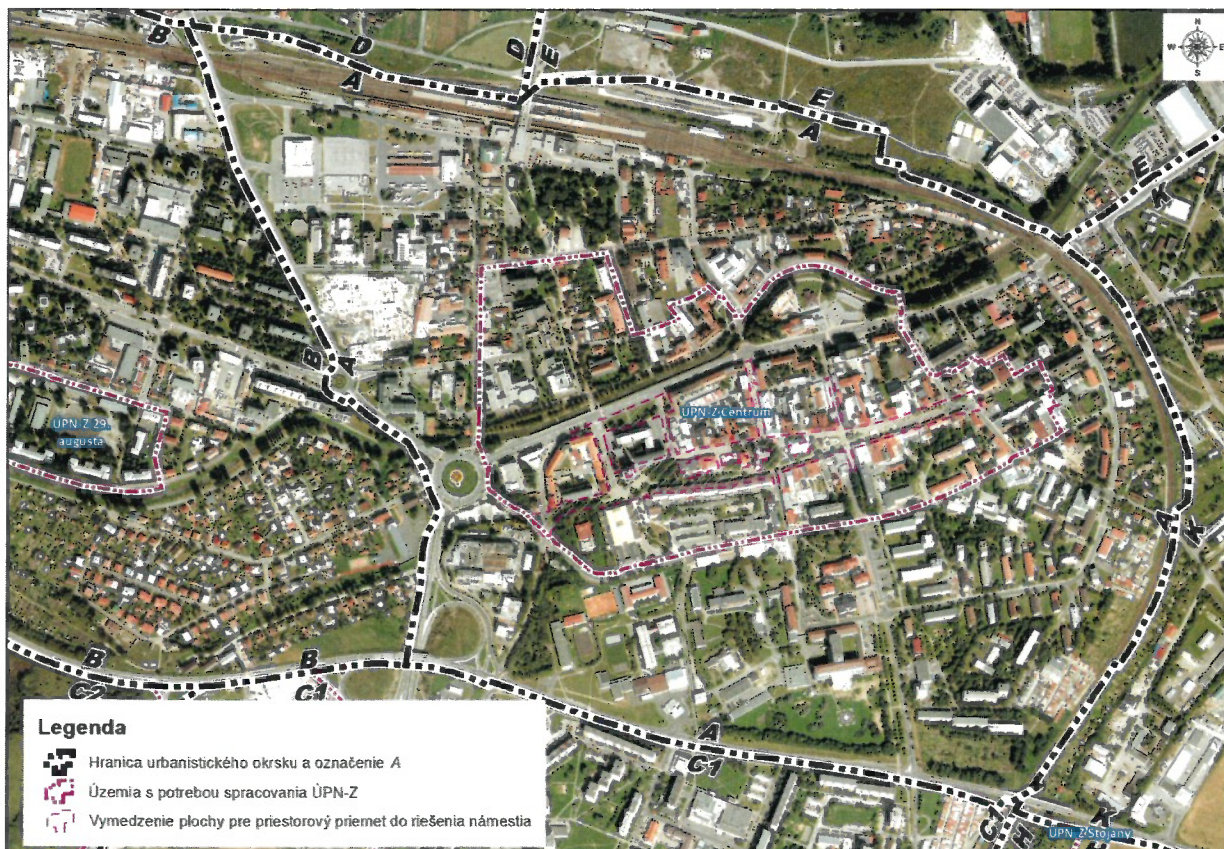 B
D
A
D
E
N
W
E
S
E
A
E
K
B
A
ÚPN-Z 29.
augusta
ÚPN-Z Centrum
A
K
B
C2
B
C1
A
C1
C1
H
K
ÚPN-Z Stojany
Legenda
Hranica urbanistického okrsku a označenie A
Územia s potrebou spracovania ÚPN-Z
Vymedzenie plochy pre priestorový priemet do riešenia námestia